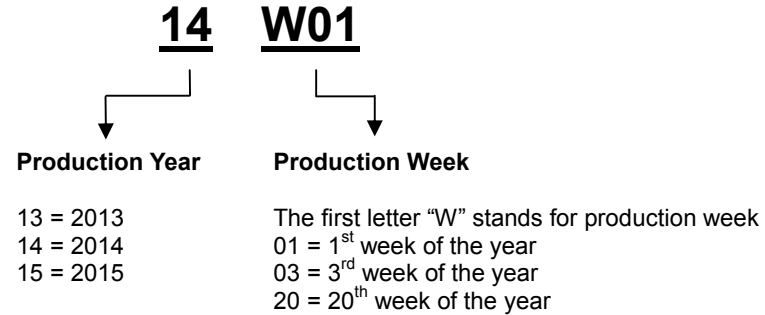 14 W01
Production Year Production Week
13 = 2013 The first letter “W” stands for production week
14 = 2014 01 = 1st week of the year
15 = 2015 03 = 3rd week of the year
20 = 20th week of the year